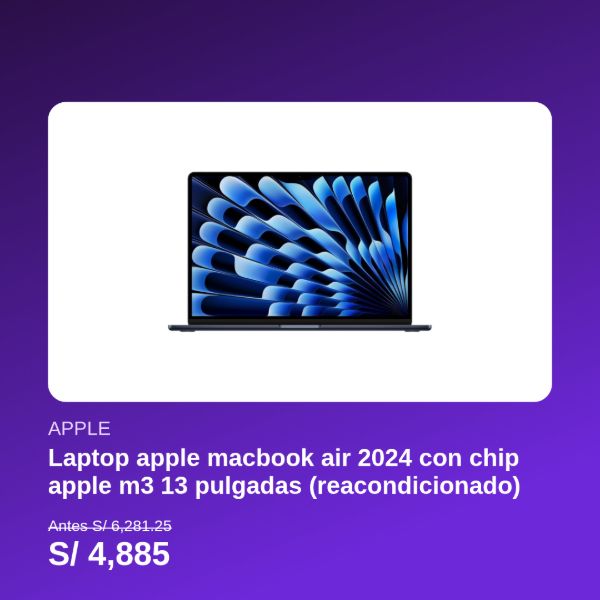 APPLE
Laptop apple macbook air 2024 con chip
apple m3 13 pulgadas (reacondicionado)
Antes S/ 6,281.25
S/ 4,885